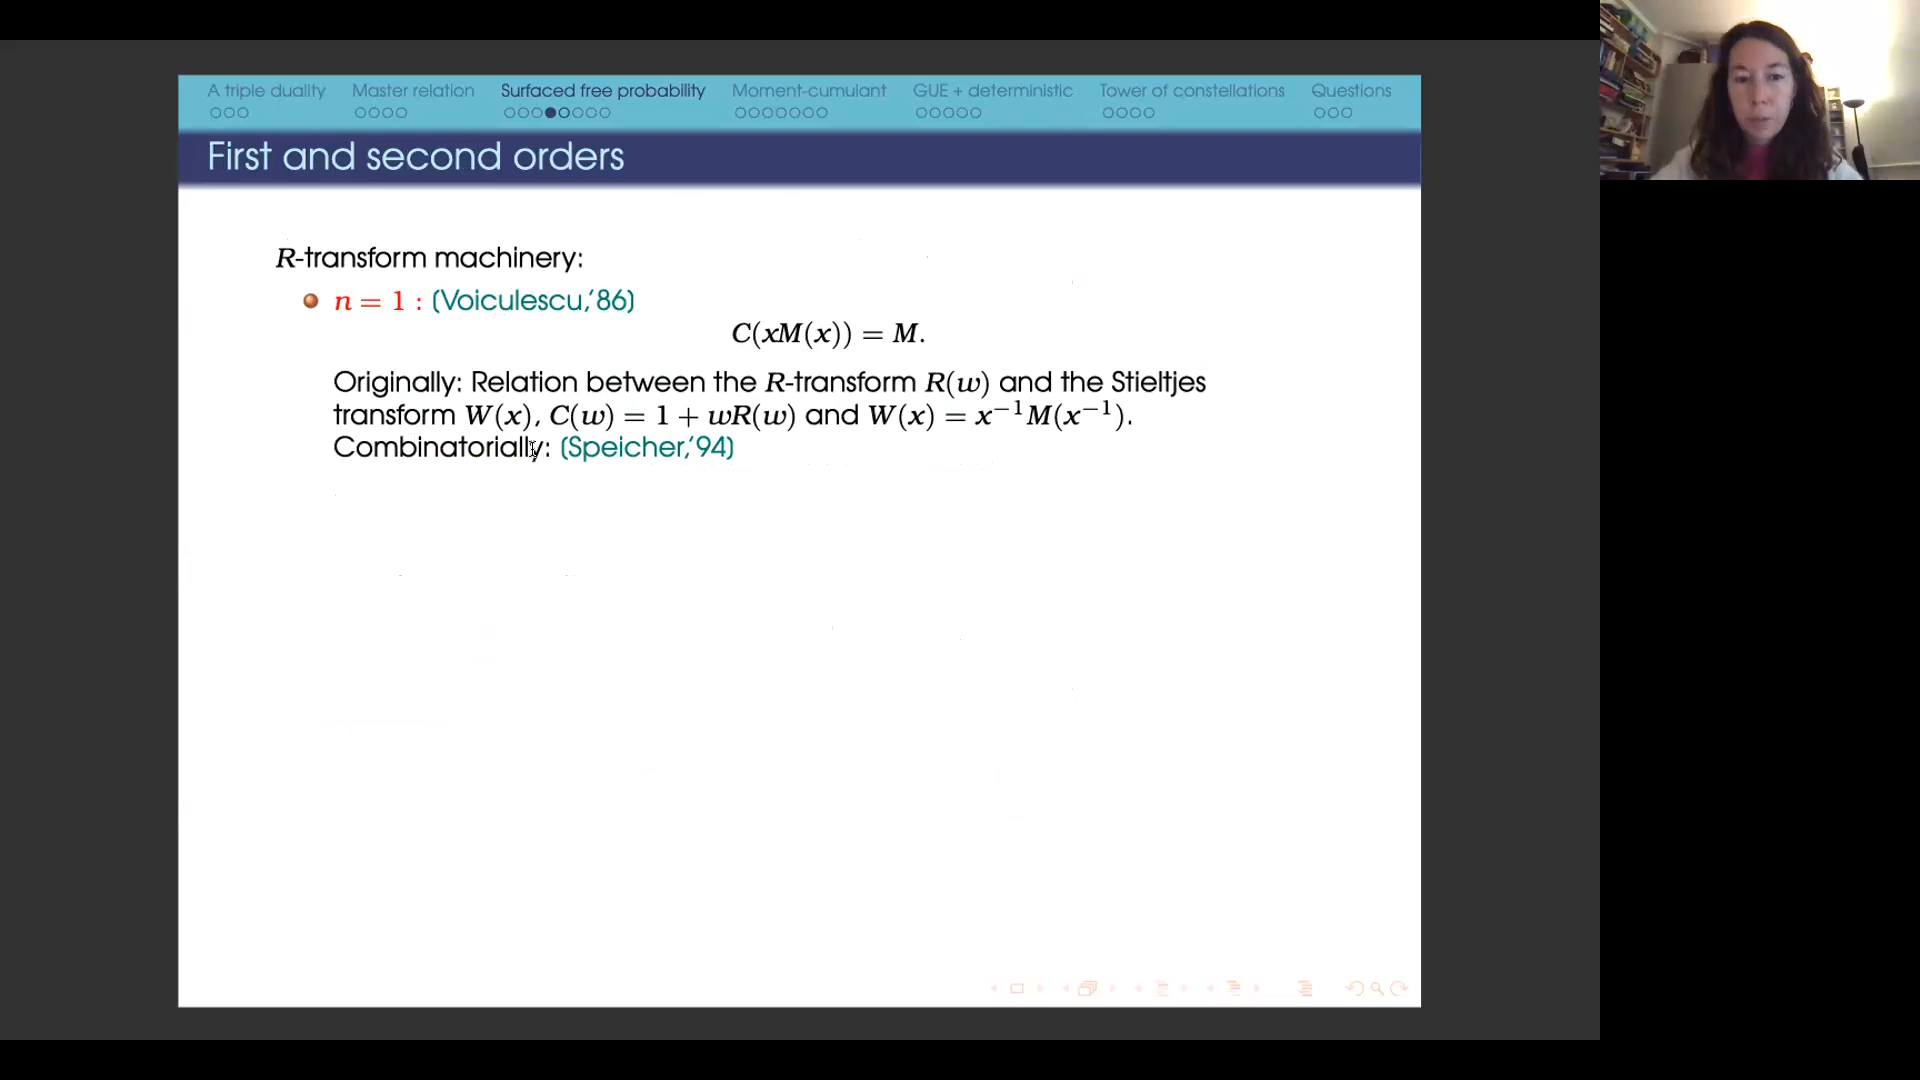 A triple duality Master relation Surfaced free probability Moment-cumulant GUE + deterministic Tower of constellations Questions
First and second orders
R-transform machinery:
n = 1 : (Voiculescu,'86)
C(xM(x)) = M.
Originally: Relation between the R-transform R(w) and the Stieltjes
transform W(x), C(w) = 1 + wR(w) and W(x) = x⁻¹M(x⁻¹).
Combinatorially: (Speicher,'94)